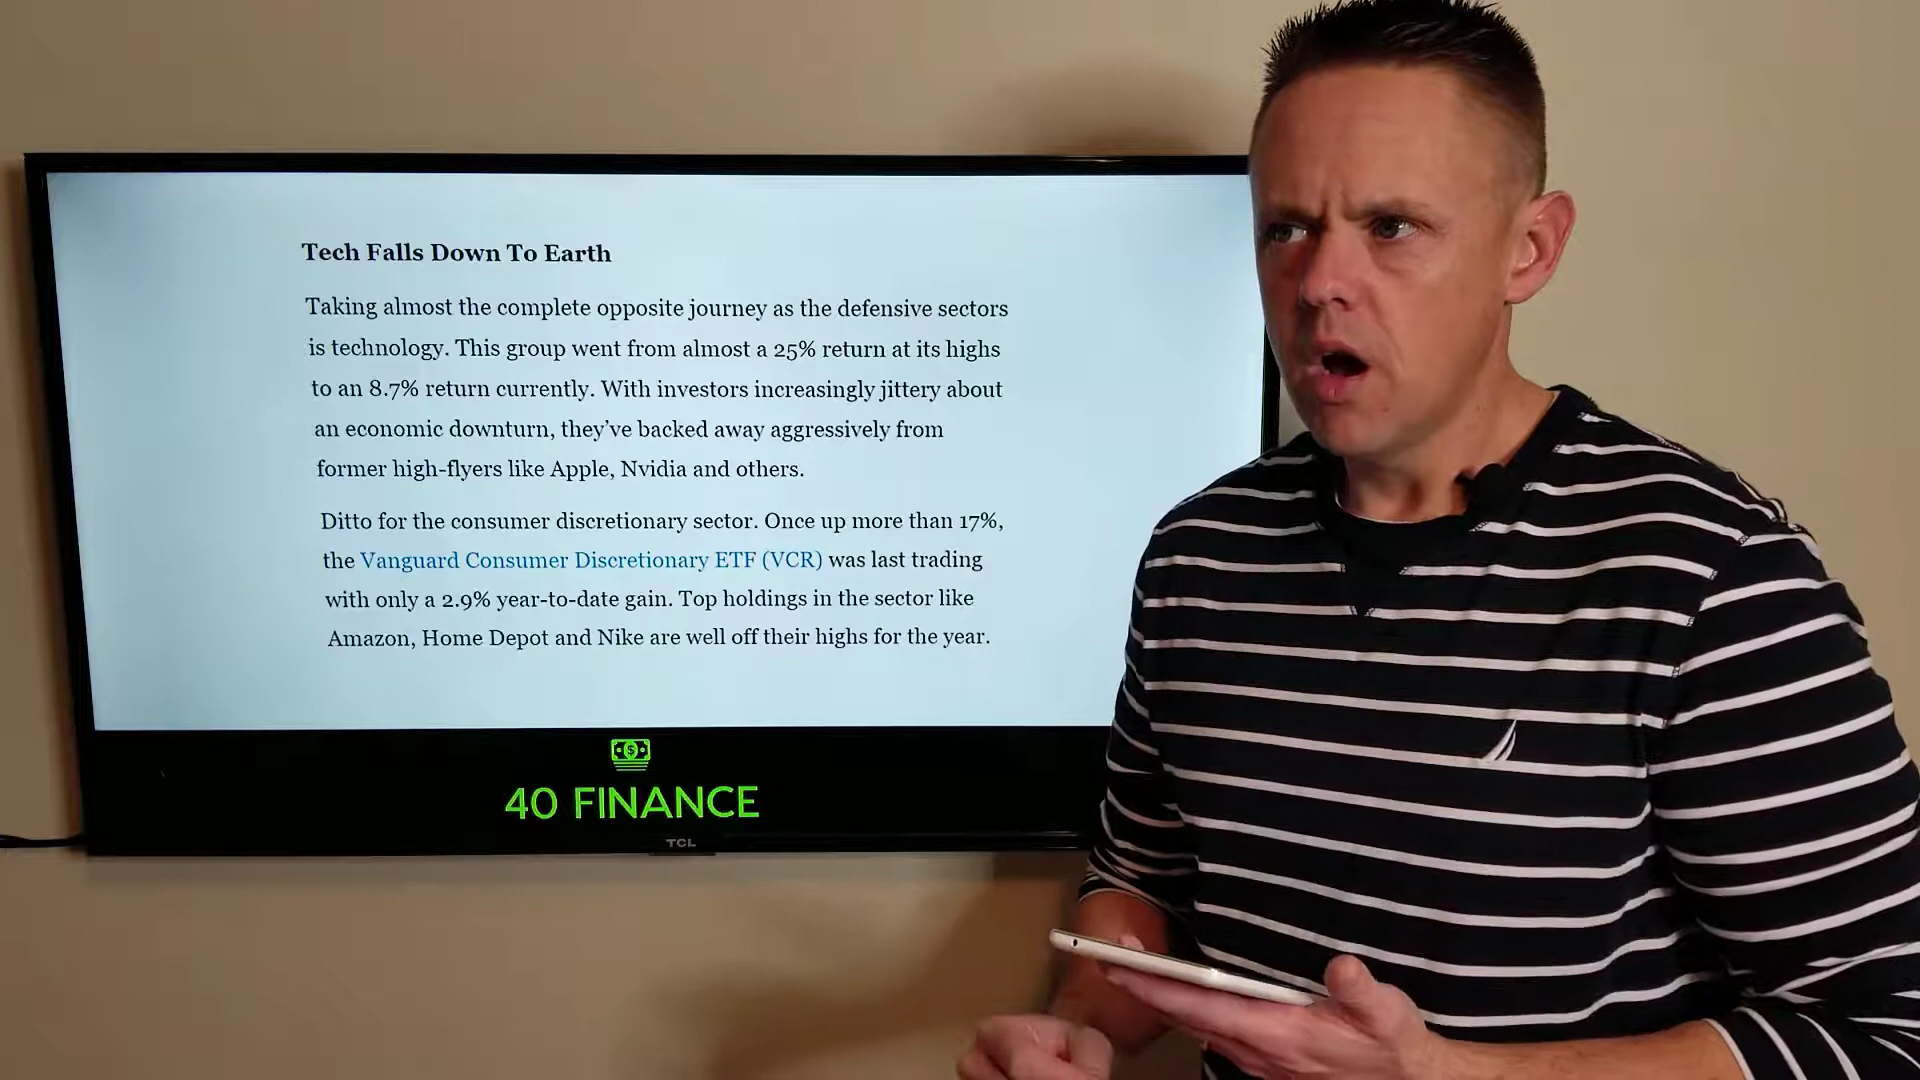 Tech Falls Down To Earth
Taking almost the complete opposite journey as the defensive sectors
is technology. This group went from almost a 25% return at its highs
to an 8.7% return currently. With investors increasingly jittery about
an economic downturn, they’ve backed away aggressively from
former high-flyers like Apple, Nvidia and others.
Ditto for the consumer discretionary sector. Once up more than 17%,
the Vanguard Consumer Discretionary ETF (VCR) was last trading
with only a 2.9% year-to-date gain. Top holdings in the sector like
Amazon, Home Depot and Nike are well off their highs for the year.
$
40 FINANCE
TCL